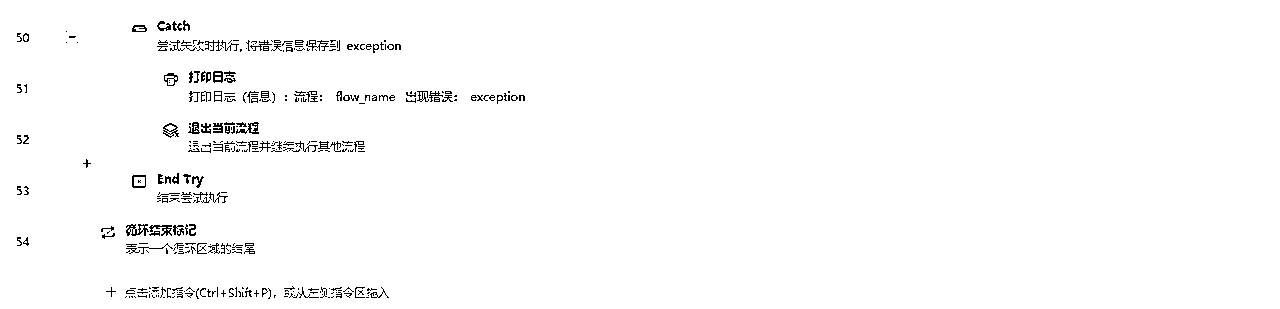 50
Catch
尝试失败时执行, 将错误信息保存到 exception
51
打印日志
打印日志（信息）：流程： flow_name 出现错误： exception
52
退出当前流程
退出当前流程并继续执行其他流程
53
End Try
结束尝试执行
54
循环结束标记
表示一个循环区域的结尾
点击添加指令(Ctrl+Shift+P)，或从左侧指令区拖入